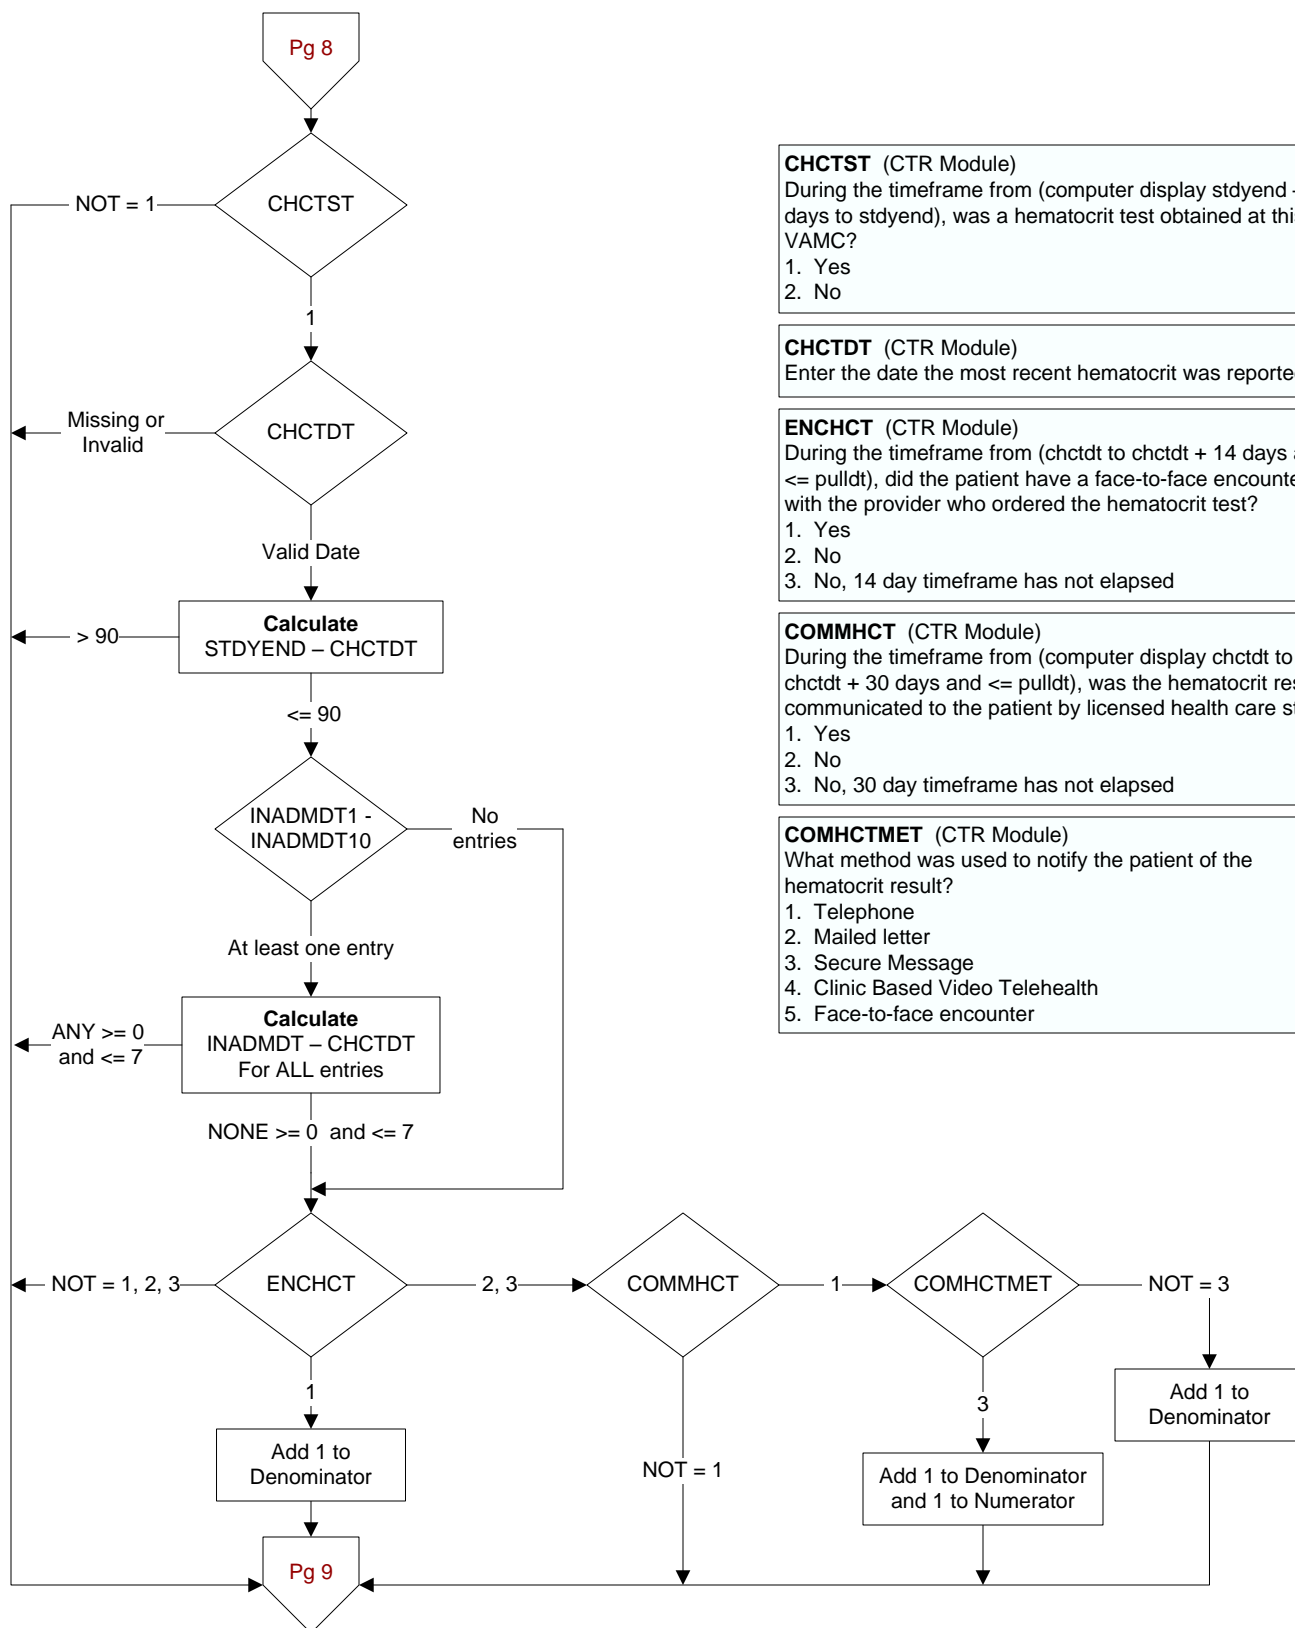 Pg 8
CHCTST
NOT = 1
1
CHCTDT
Missing or
Invalid
Valid Date
Calculate
STDYEND – CHCTDT
> 90
<= 90
INADMDT1 -
INADMDT10
No
entries
At least one entry
Calculate
INADMDT – CHCTDT
For ALL entries
ANY >= 0
and <= 7
NONE >= 0 and <= 7
ENCHCT
NOT = 1, 2, 3
2, 3
COMMHCT
1
COMHCTMET
NOT = 3
1
3
Add 1 to
Denominator
Add 1 to
Denominator
NOT = 1
Add 1 to Denominator
and 1 to Numerator
Pg 9
CHCTST (CTR Module)
During the timeframe from (computer display stdyend
days to stdyend), was a hematocrit test obtained at
VAMC?
1. Yes
2. No
CHCTDT (CTR Module)
Enter the date the most recent hematocrit was
ENCHCT (CTR Module)
During the timeframe from (chctdt to chctdt + 14 days
<= pulldt), did the patient have a face-to-face
with the provider who ordered the hematocrit test?
1. Yes
2. No
3. No, 14 day timeframe has not elapsed
COMMHCT (CTR Module)
During the timeframe from (computer display chctdt to
chctdt + 30 days and <= pulldt), was the hematocrit
communicated to the patient by licensed health care
1. Yes
2. No
3. No, 30 day timeframe has not elapsed
COMHCTMET (CTR Module)
What method was used to notify the patient of the
hematocrit result?
1. Telephone
2. Mailed letter
3. Secure Message
4. Clinic Based Video Telehealth
5. Face-to-face encounter